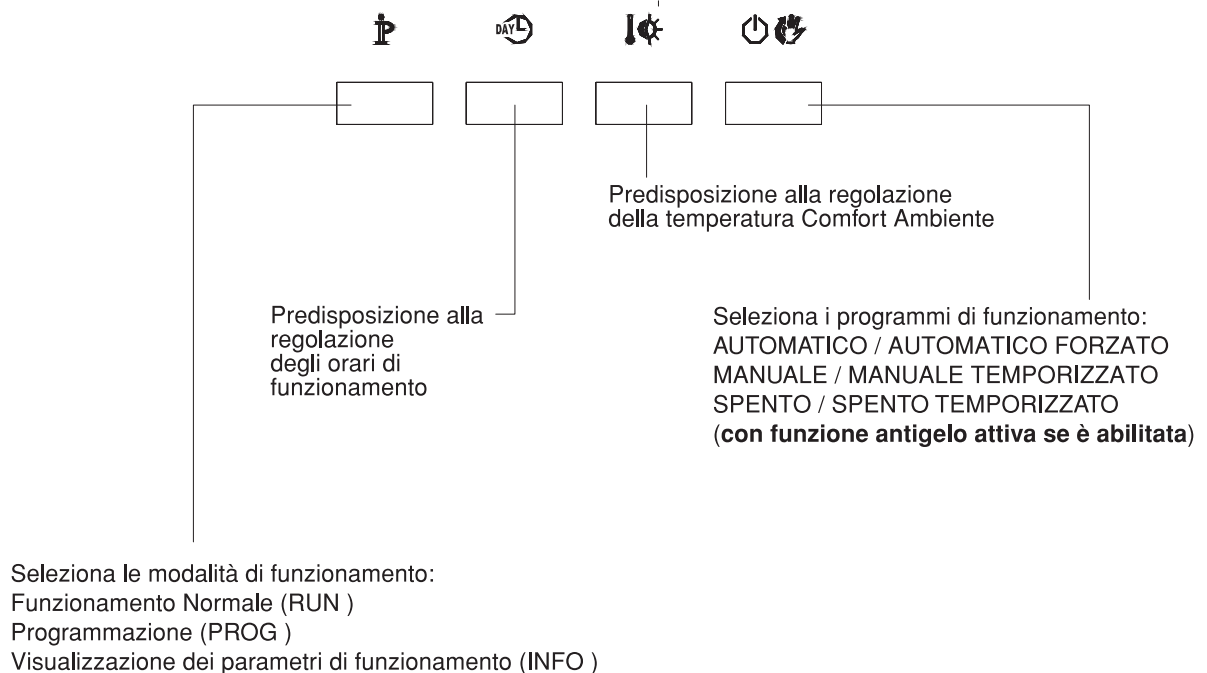 DAY
Predisposizione alla regolazione
della temperatura Comfort Ambiente
Predisposizione alla
regolazione
degli orari di
funzionamento
Seleziona i programmi di funzionamento:
AUTOMATICO / AUTOMATICO FORZATO
MANUALE / MANUALE TEMPORIZZATO
SPENTO / SPENTO TEMPORIZZATO
(con funzione antigelo attiva se è abilitata)
Seleziona le modalità di funzionamento:
Funzionamento Normale (RUN )
Programmazione (PROG )
Visualizzazione dei parametri di funzionamento (INFO )